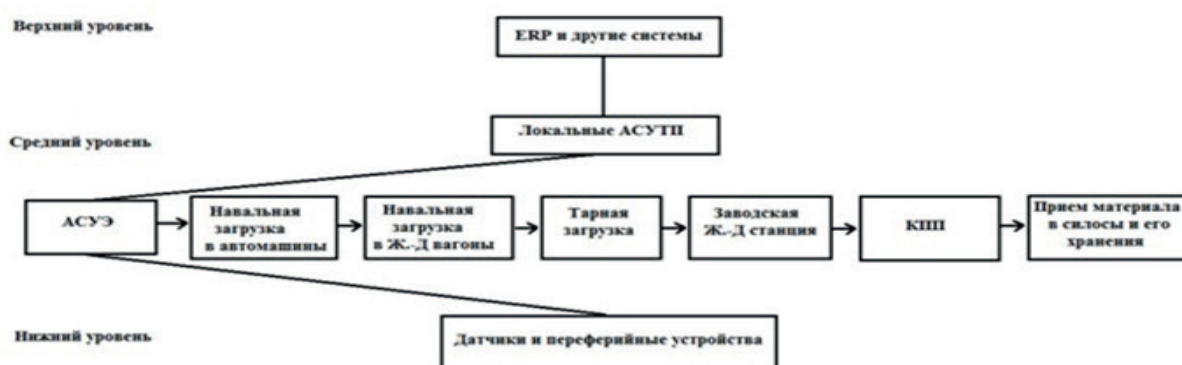 Верхний уровень
ERP и другие системы
Средний уровень
Локальные АСУТП
АСУЭ
Навальная
загрузка
в автомашины
Навальная
загрузка
в Ж.-Д вагоны
Тарная
загрузка
Заводская
Ж.-Д станция
КПП
Прием материала
в силосы и его
хранения
Нижний уровень
Датчики и переферийные устройства